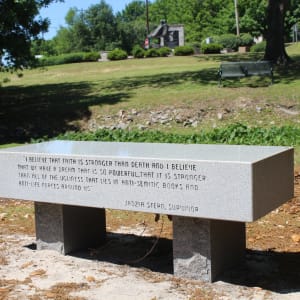 "I BELIEVE THAT FAITH IS STRONGER THAN DEATH AND I BELIEVE
THAT WE HAVE A DREAM THAT IS SO POWERFUL, THAT IT IS STRONGER
THAN ALL OF THE UGLINESS THAT LIES IN ANTI-SEMITIC BOOKS AND
ANTI-LIFE FORCES AROUND US"
JADZIA STERN, SURVIVOR